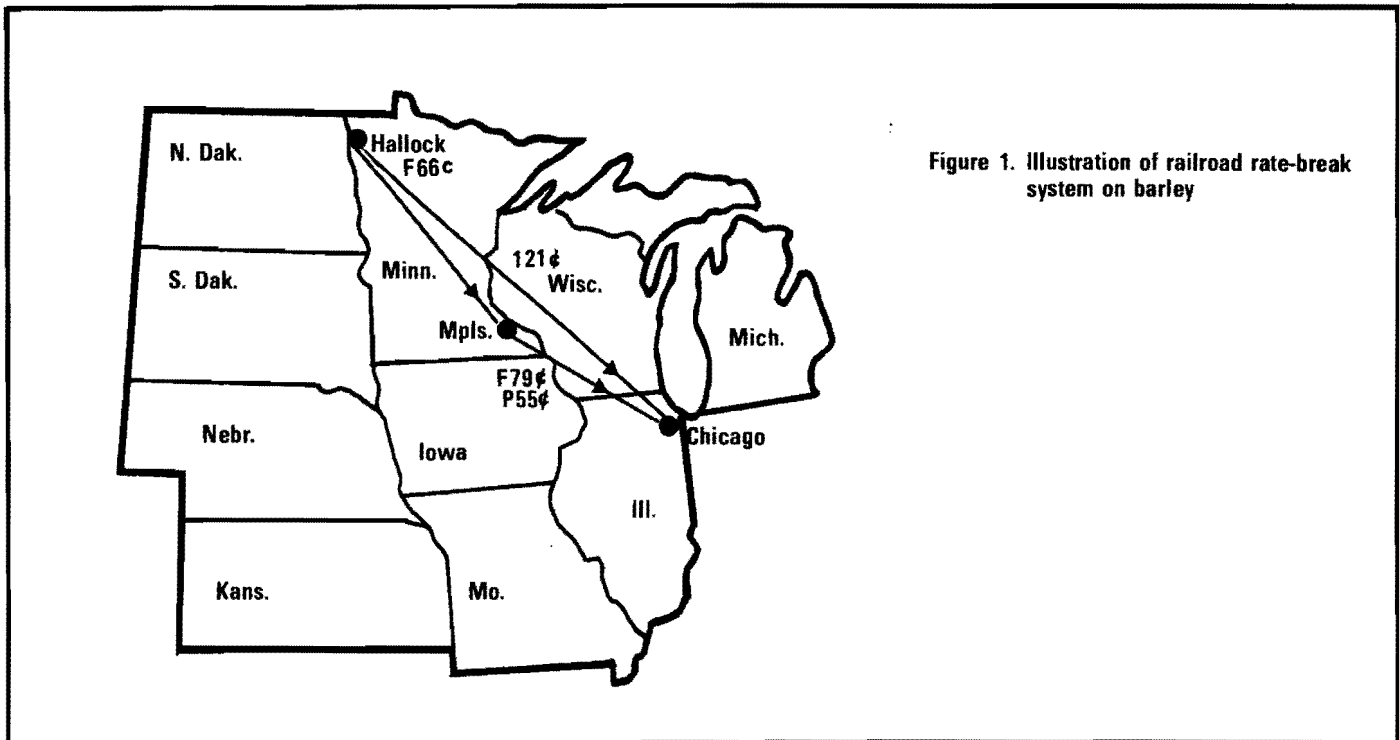 Figure 1. Illustration of railroad rate-break
system on barley
N. Dak.
Hallock
F66c
S. Dak.
Minn.
121¢
Wisc.
Mpls.
Mich.
F79¢
P55¢
Nebr.
Iowa
Chicago
Ill.
Kans.
Mo.